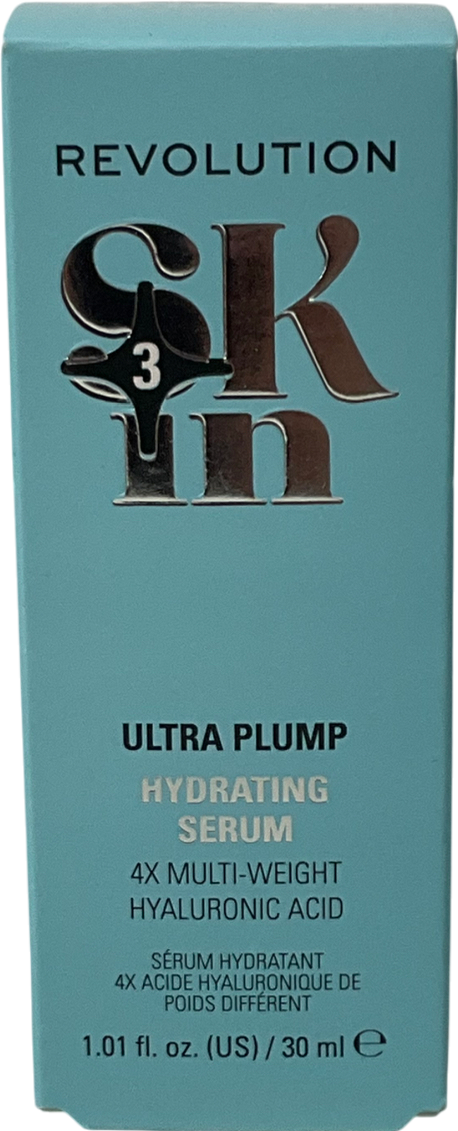 REVOLUTION
SK
3
in
ULTRA PLUMP
HYDRATING
SERUM
4X MULTI-WEIGHT
HYALURONIC ACID
SÉRUM HYDRATANT
4X ACIDE HYALURONIQUE DE
POIDS DIFFÉRENT
1.01 fl. oz. (US) / 30 ml ℮